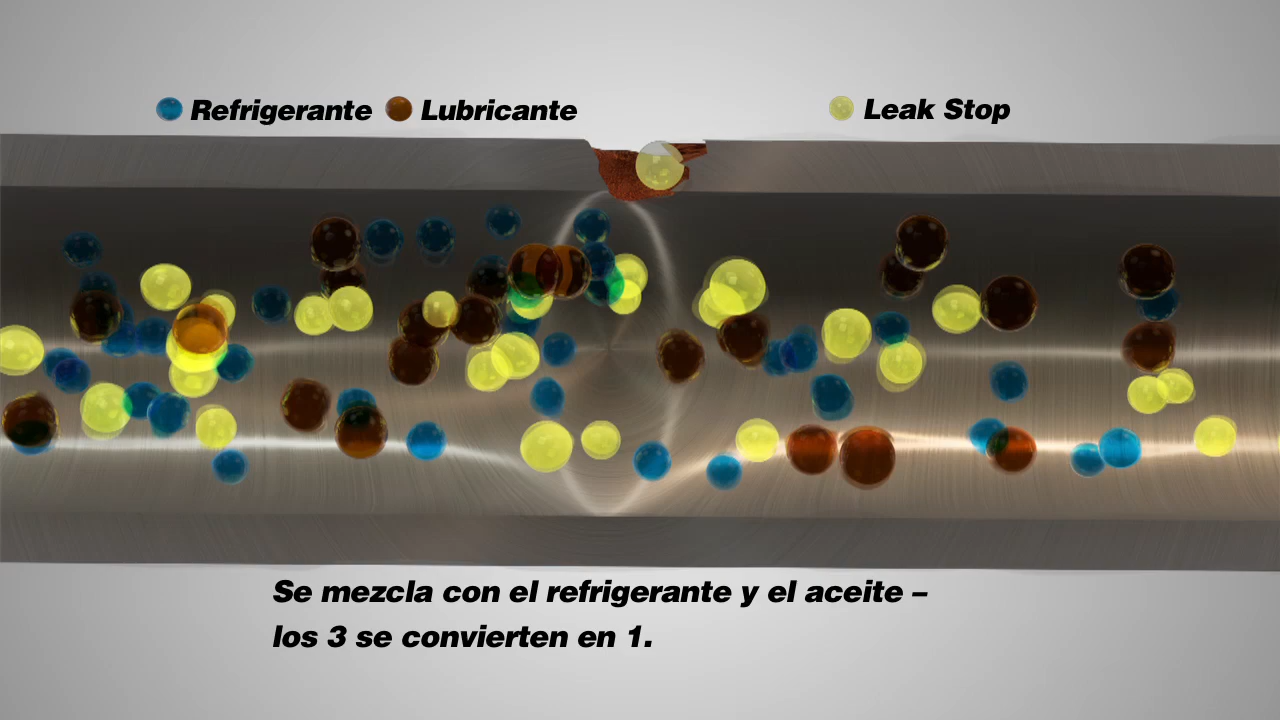 Refrigerante Lubricante Leak Stop
Se mezcla con el refrigerante y el aceite –
los 3 se convierten en 1.